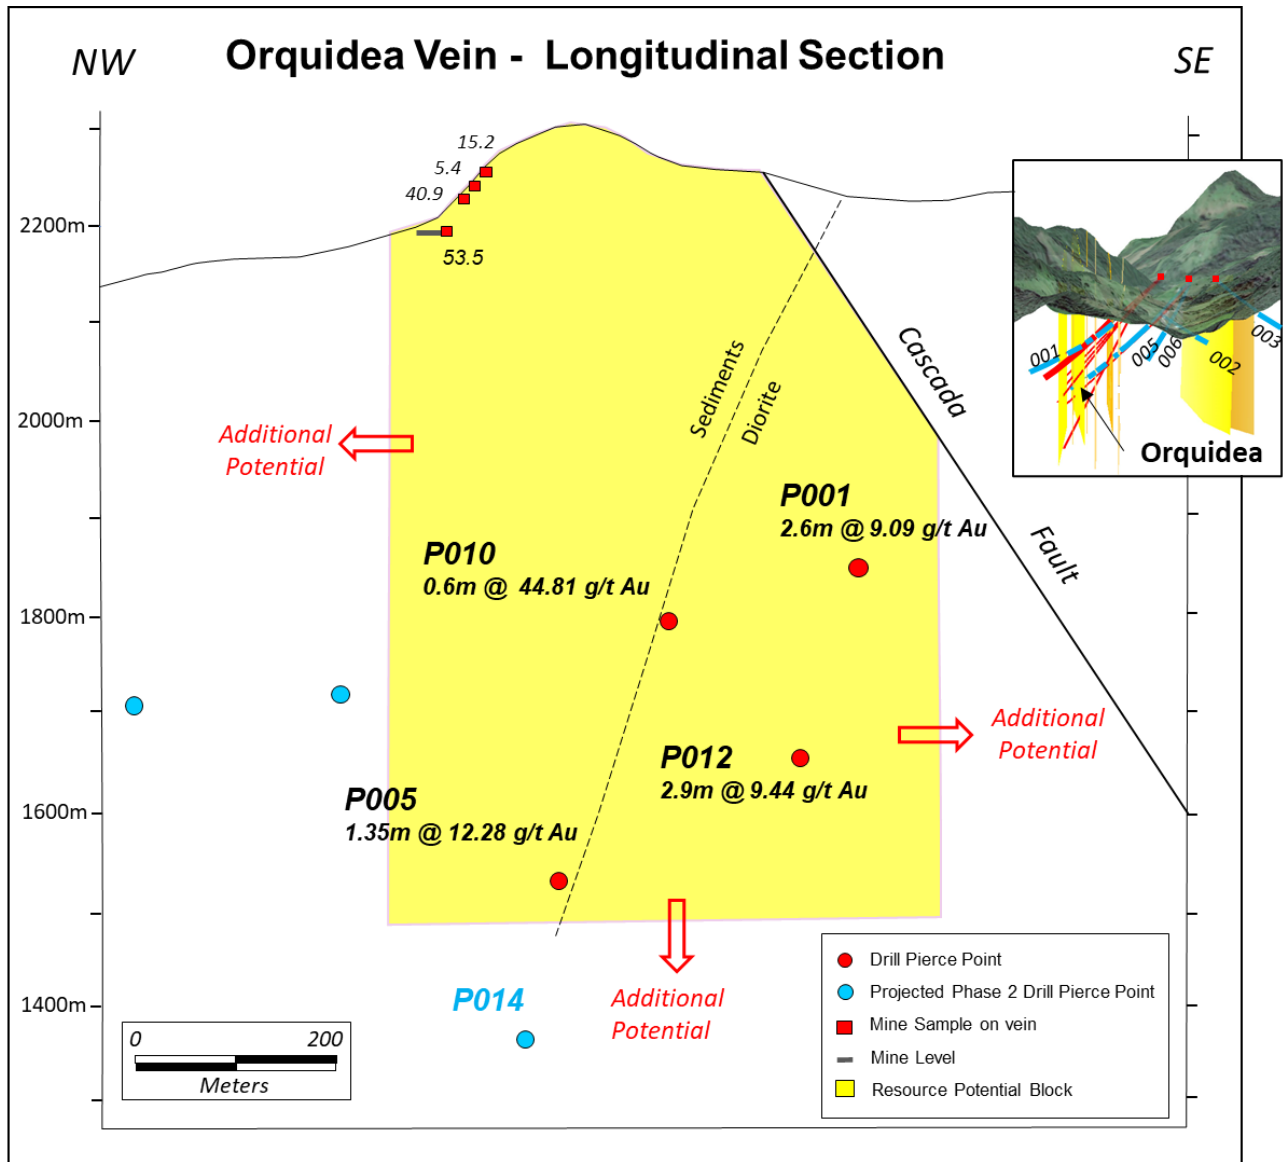 NW
Orquidea Vein - Longitudinal Section
SE
15.2
5.4
40.9
53.5
2200m
2000m
1800m
1600m
1400m
Sediments
Diorite
Cascada
Fault
001
005
006
002
003
Orquidea
Additional
Potential
P001
2.6m @ 9.09 g/t Au
P010
0.6m @ 44.81 g/t Au
Additional
Potential
P012
2.9m @ 9.44 g/t Au
P005
1.35m @ 12.28 g/t Au
P014
Additional
Potential
0 200
Meters
Drill Pierce Point
Projected Phase 2 Drill Pierce Point
Mine Sample on vein
Mine Level
Resource Potential Block